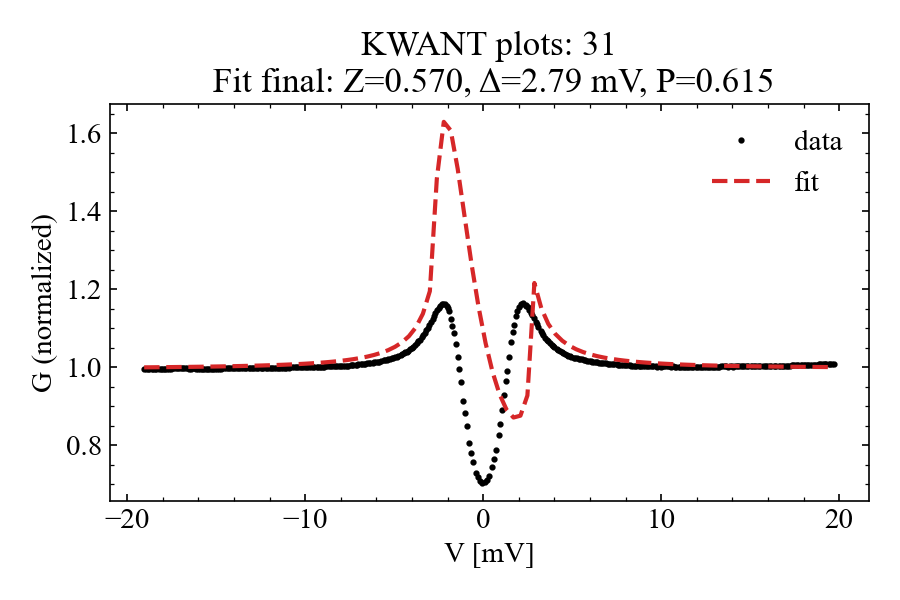 KWANT plots: 31
Fit final: Z=0.570, Δ=2.79 mV, P=0.615
G (normalized)
1.6
1.4
1.2
1.0
0.8
data
fit
−20
−10
0
10
20
V [mV]